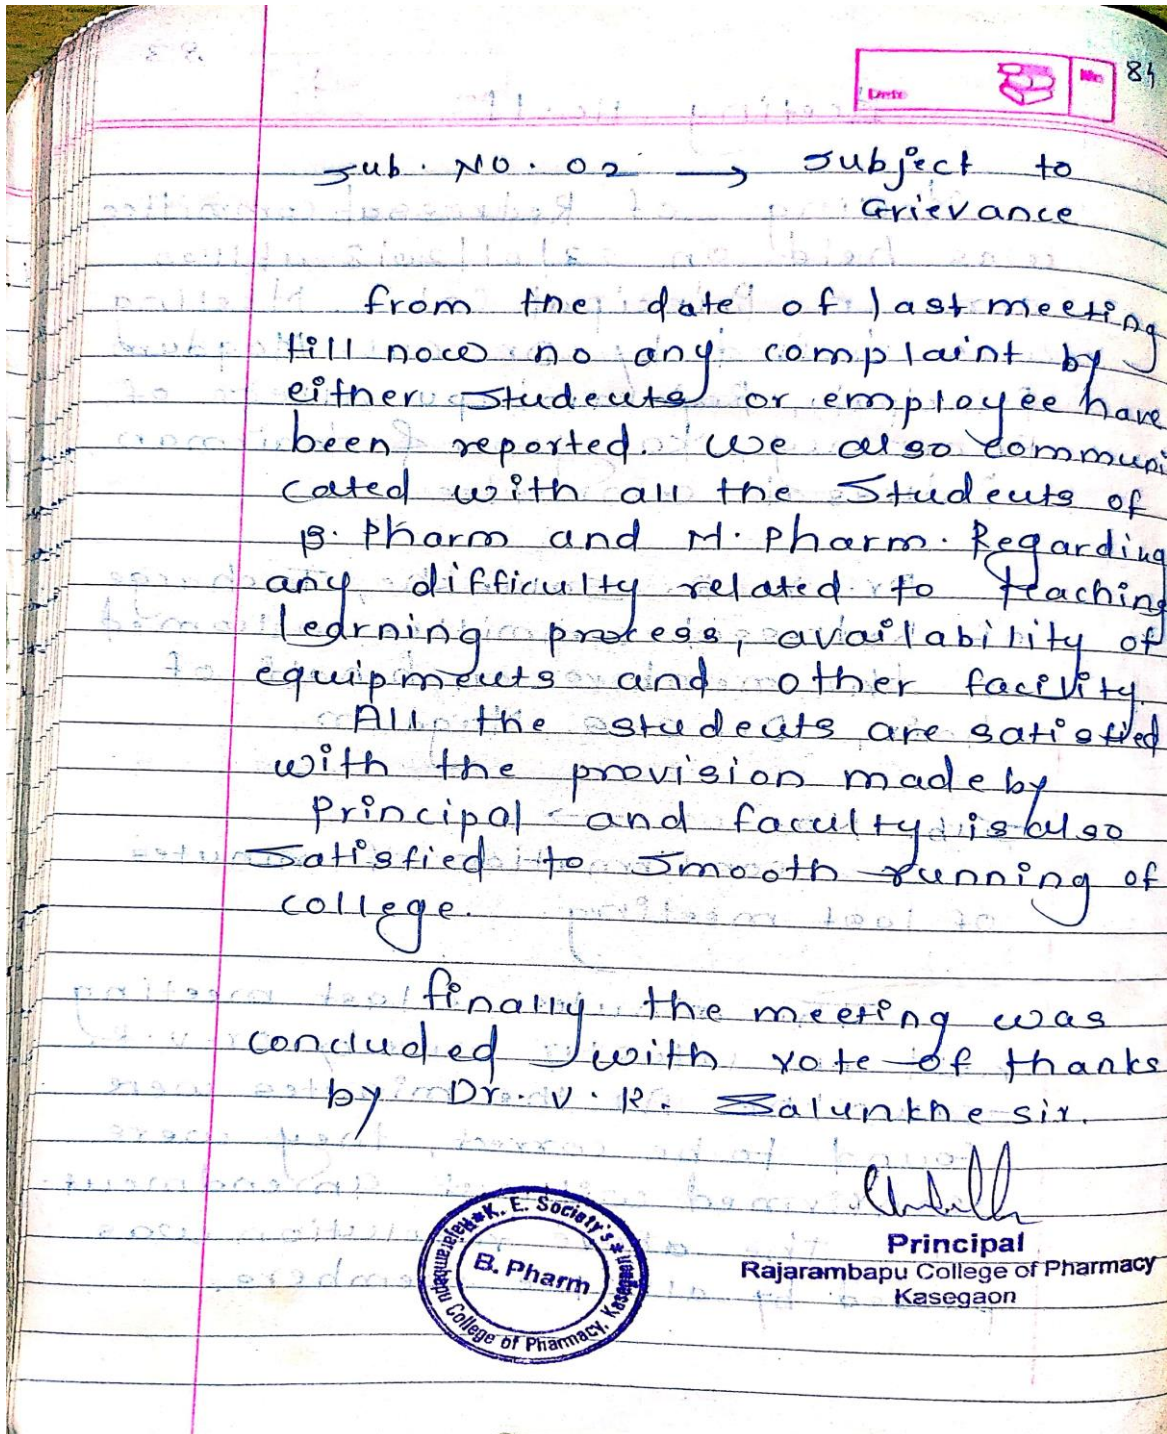 Date
No
84
Sub. No. 02 → Subject to
Grievance
from the date of last meeting
till now no any complaint by
either students or employee have
been reported. We also communi
cated with all the Students of
B. Pharm and M. Pharm. Regarding
any difficulty related to teaching
learning process, availability of
equipments and other facility.
All the students are satisfied
with the provision made by
Principal and faculty is also
Satisfied to Smooth running of
college.
finally the meeting was
concluded with vote of thanks
by Dr. V. R. Salunkhe sir.
K. E. Society's
Rajarambapu College of Pharmacy, Kasegaon
B. Pharm
Principal
Rajarambapu College of Pharmacy
Kasegaon